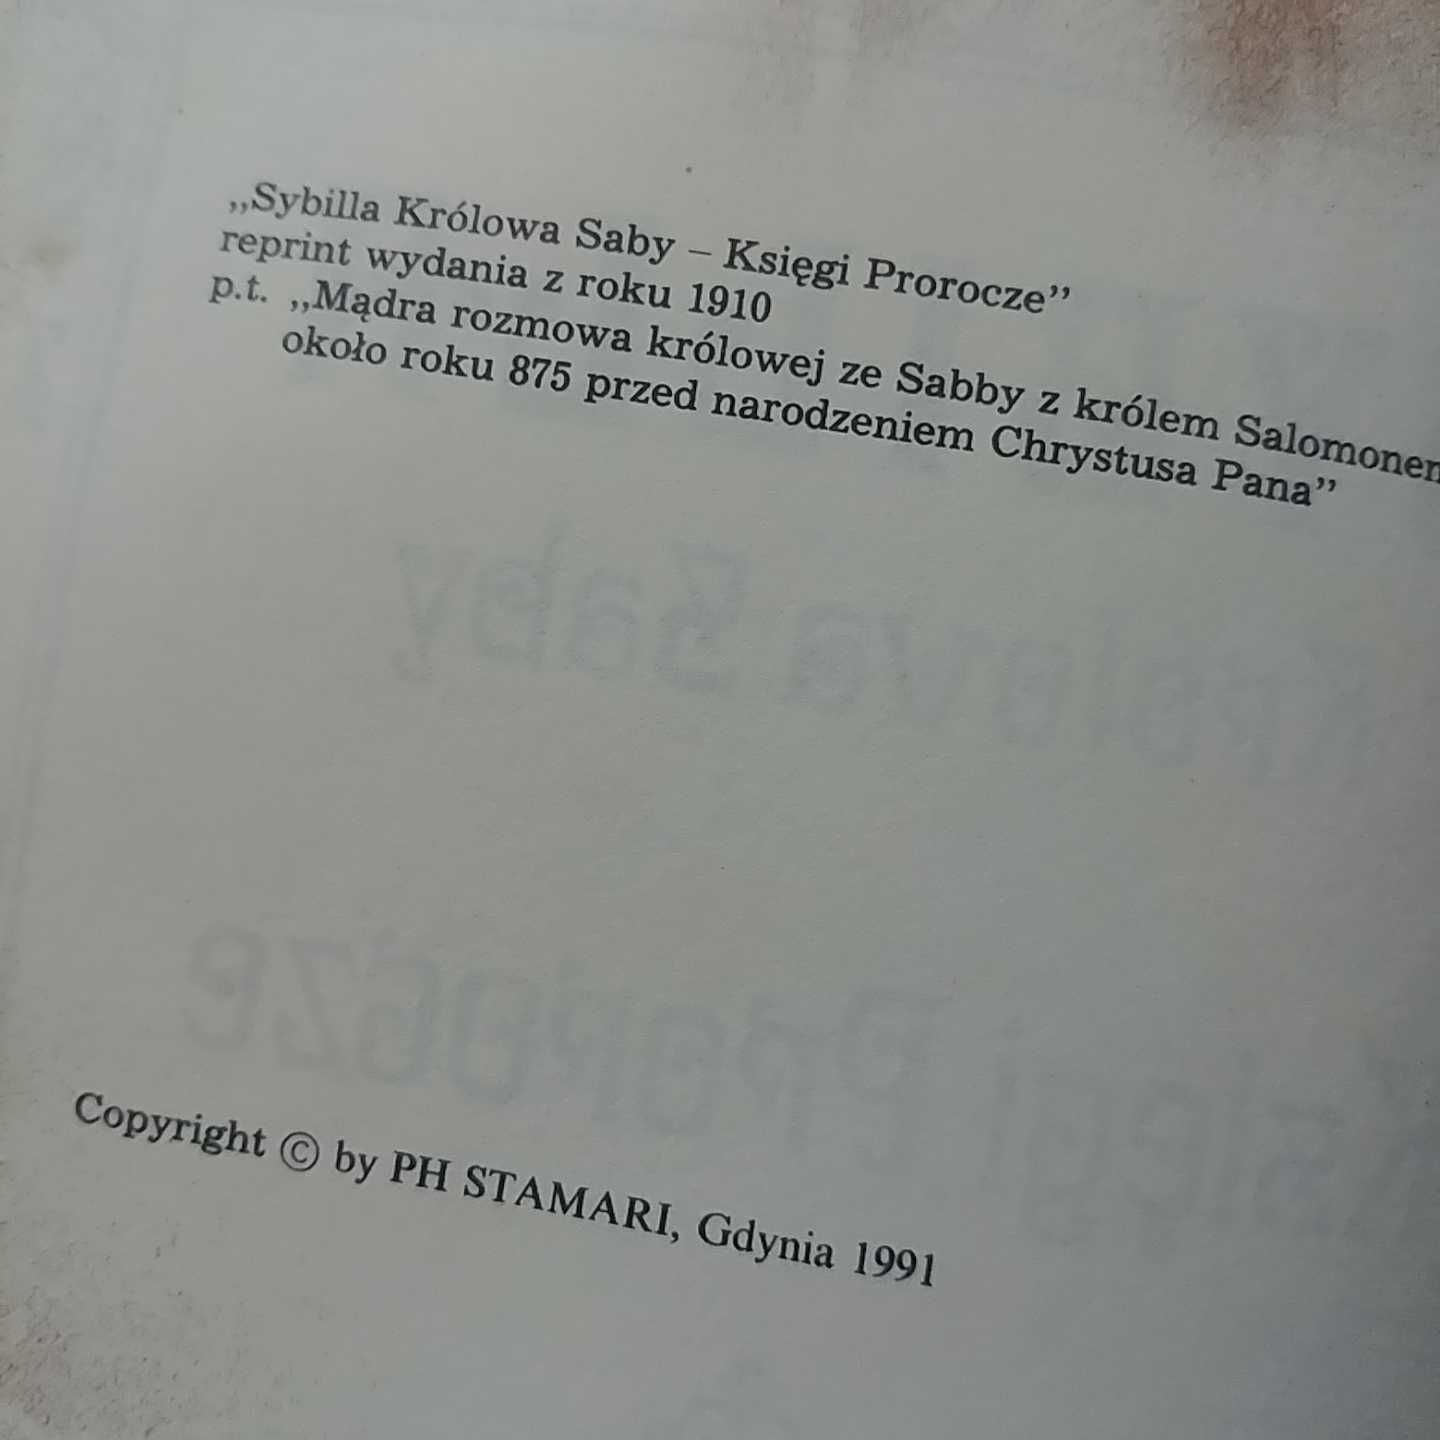 „Sybilla Królowa Saby – Księgi Prorocze”
reprint wydania z roku 1910
p.t. „Mądra rozmowa królowej ze Sabby z królem Salomonem
około roku 875 przed narodzeniem Chrystusa Pana”
Copyright © by PH STAMARI, Gdynia 1991